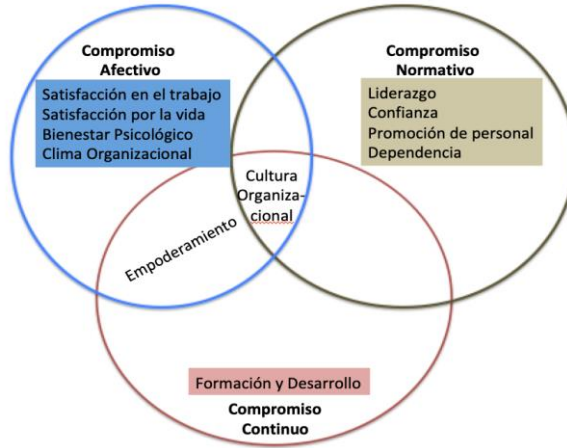 Compromiso
Afectivo
Satisfacción en el trabajo
Satisfacción por la vida
Bienestar Psicológico
Clima Organizacional
Compromiso
Normativo
Liderazgo
Confianza
Promoción de personal
Dependencia
Cultura
Organiza-
cional
Empoderamiento
Formación y Desarrollo
Compromiso
Continuo